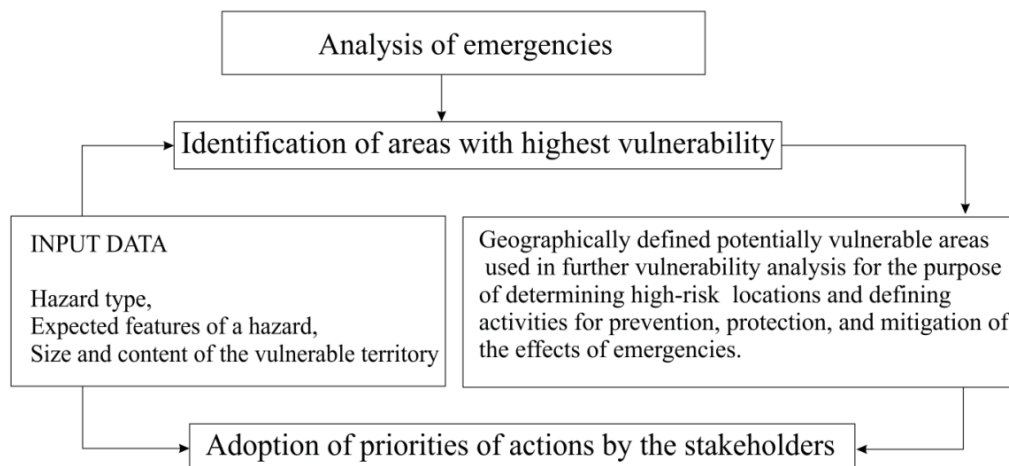 Analysis of emergencies
Identification of areas with highest vulnerability
INPUT DATA
Hazard type,
Expected features of a hazard,
Size and content of the vulnerable territory
Geographically defined potentially vulnerable areas
used in further vulnerability analysis for the purpose
of determining high-risk locations and defining
activities for prevention, protection, and mitigation of
the effects of emergencies.
Adoption of priorities of actions by the stakeholders